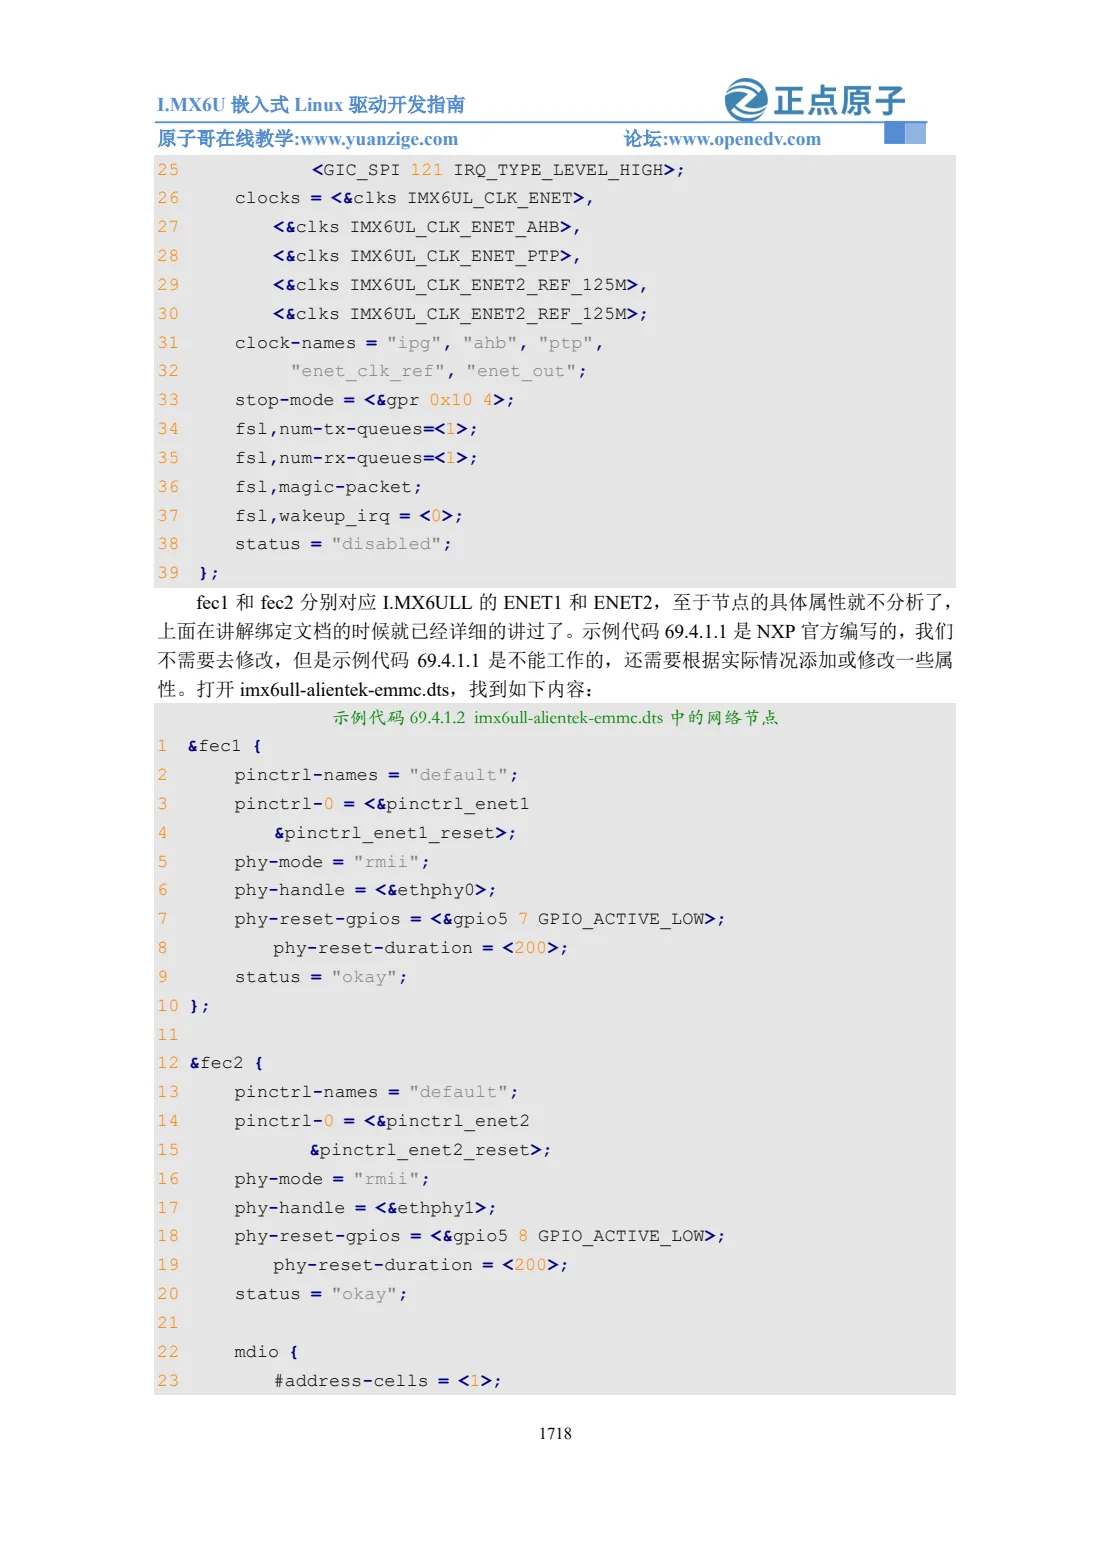 I.MX6U 嵌入式 Linux 驱动开发指南
正点原子
原子哥在线教学:www.yuanzige.com 论坛:www.openedv.com
25 <GIC_SPI 121 IRQ_TYPE_LEVEL_HIGH>;
26 clocks = <&clks IMX6UL_CLK_ENET>,
27 <&clks IMX6UL_CLK_ENET_AHB>,
28 <&clks IMX6UL_CLK_ENET_PTP>,
29 <&clks IMX6UL_CLK_ENET2_REF_125M>,
30 <&clks IMX6UL_CLK_ENET2_REF_125M>;
31 clock-names = "ipg", "ahb", "ptp",
32 "enet_clk_ref", "enet_out";
33 stop-mode = <&gpr 0x10 4>;
34 fsl,num-tx-queues=<1>;
35 fsl,num-rx-queues=<1>;
36 fsl,magic-packet;
37 fsl,wakeup_irq = <0>;
38 status = "disabled";
39 };
fec1 和 fec2 分别对应 I.MX6ULL 的 ENET1 和 ENET2，至于节点的具体属性就不分析了，
上面在讲解绑定文档的时候就已经详细的讲过了。示例代码 69.4.1.1 是 NXP 官方编写的，我们
不需要去修改，但是示例代码 69.4.1.1 是不能工作的，还需要根据实际情况添加或修改一些属
性。打开 imx6ull-alientek-emmc.dts，找到如下内容：
示例代码 69.4.1.2 imx6ull-alientek-emmc.dts 中的网络节点
1 &fec1 {
2 pinctrl-names = "default";
3 pinctrl-0 = <&pinctrl_enet1
4 &pinctrl_enet1_reset>;
5 phy-mode = "rmii";
6 phy-handle = <&ethphy0>;
7 phy-reset-gpios = <&gpio5 7 GPIO_ACTIVE_LOW>;
8 phy-reset-duration = <200>;
9 status = "okay";
10 };
11
12 &fec2 {
13 pinctrl-names = "default";
14 pinctrl-0 = <&pinctrl_enet2
15 &pinctrl_enet2_reset>;
16 phy-mode = "rmii";
17 phy-handle = <&ethphy1>;
18 phy-reset-gpios = <&gpio5 8 GPIO_ACTIVE_LOW>;
19 phy-reset-duration = <200>;
20 status = "okay";
21
22 mdio {
23 #address-cells = <1>;
1718